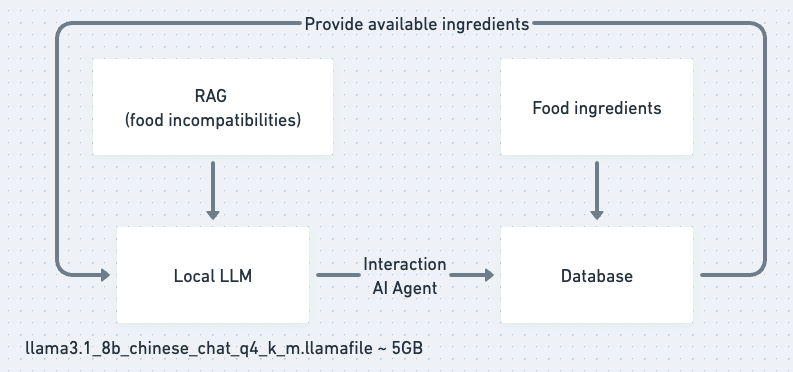 Provide available ingredients
RAG
(food incompatibilities)
Food ingredients
Local LLM
Interaction
AI Agent
Database
llama3.1_8b_chinese_chat_q4_k_m.llamafile ~ 5GB